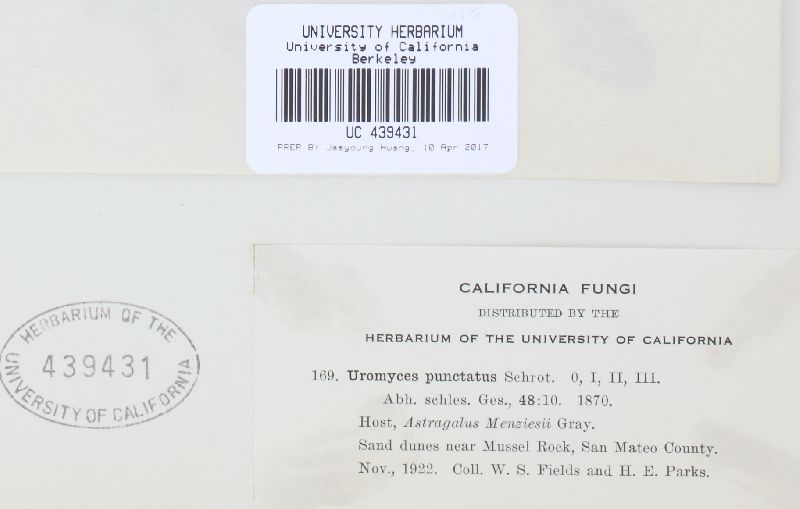 UNIVERSITY HERBARIUM
University of California
Berkeley
UC 439431
PREP BY Jaeyoung Huang, 10 Apr 2017
HERBARIUM OF THE
439431
UNIVERSITY OF CALIFORNIA
CALIFORNIA FUNGI
DISTRIBUTED BY THE
HERBARIUM OF THE UNIVERSITY OF CALIFORNIA
169. Uromyces punctatus Schrot. 0, I, II, III.
Abh. schles. Ges., 48:10. 1870.
Host, Astragalus Menziesii Gray.
Sand dunes near Mussel Rock, San Mateo County.
Nov., 1922. Coll. W. S. Fields and H. E. Parks.